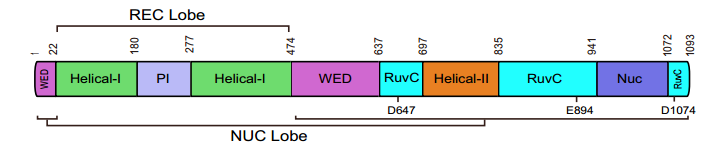 REC Lobe
1 22 180 277 474 637 697 835 941 1072 1093
WED Helical-I PI Helical-I WED RuvC Helical-II RuvC Nuc RuvC
D647 E894 D1074
NUC Lobe